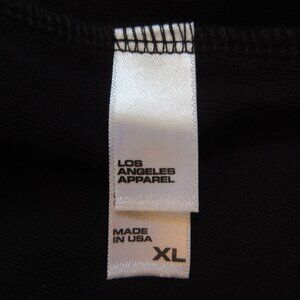 LOS
ANGELES
APPAREL
MADE
IN USA
XL